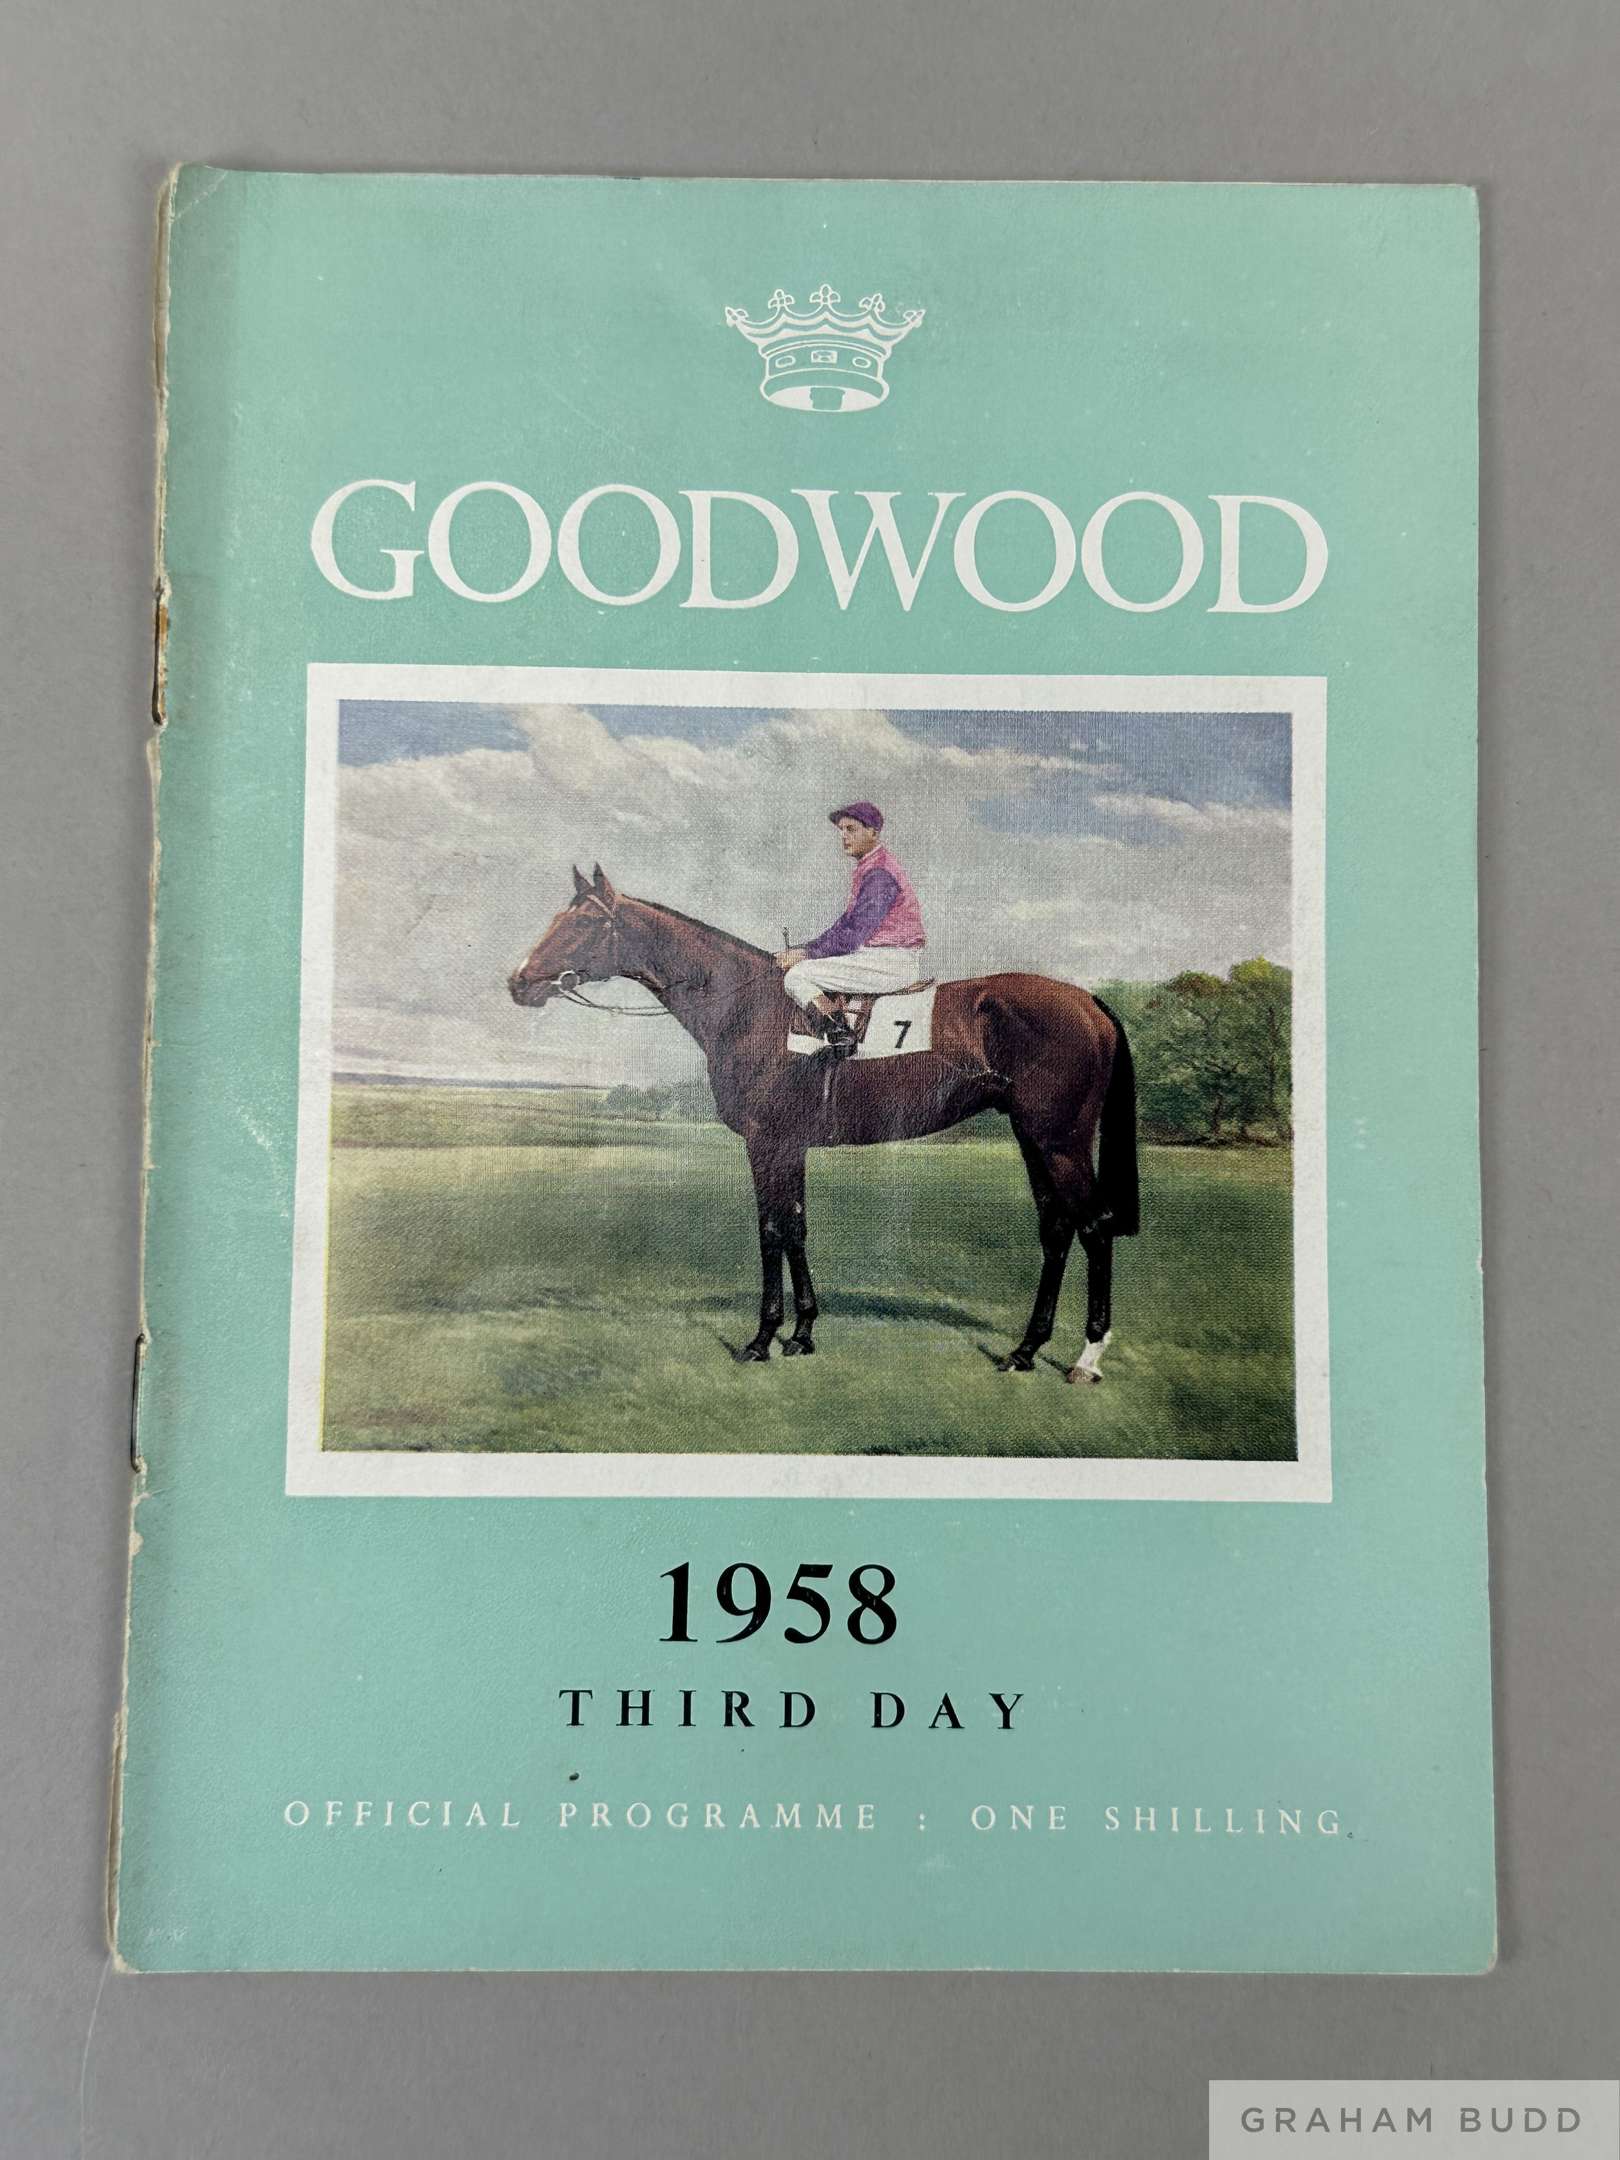 GOODWOOD
7
1958
THIRD DAY
OFFICIAL PROGRAMME : ONE SHILLING
GRAHAM BUDD